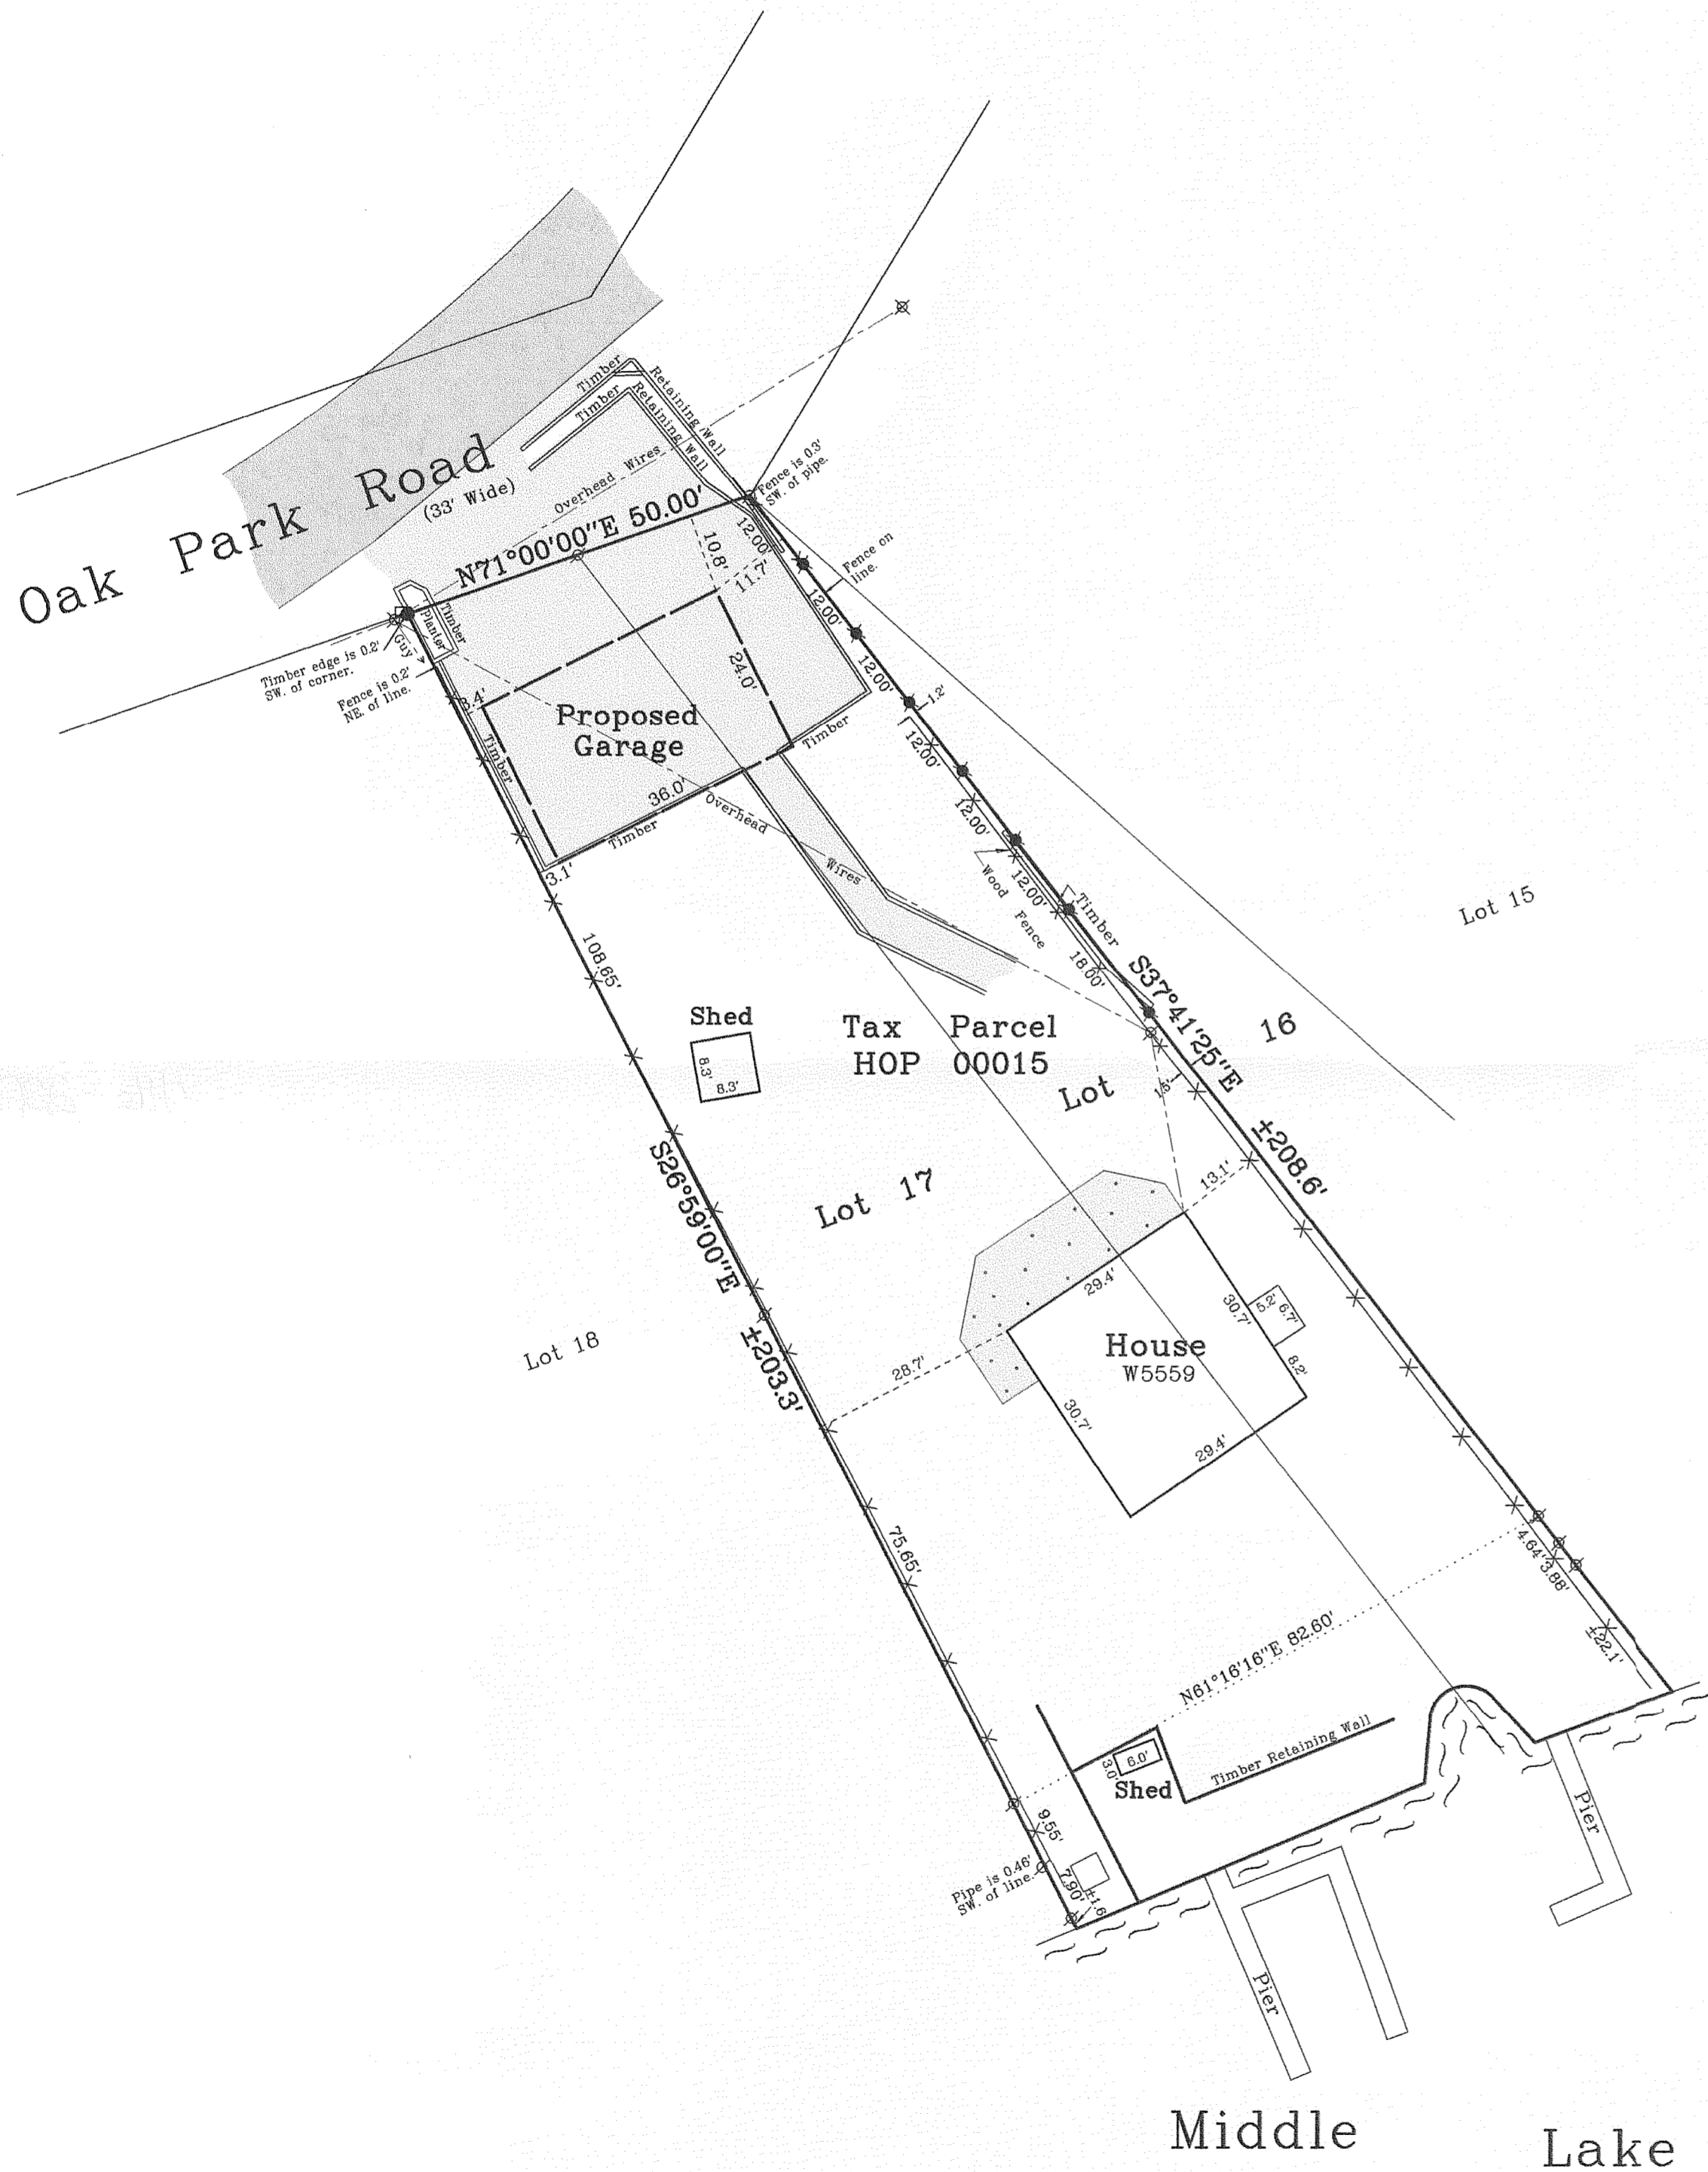 Timber
Retaining Wall
Timber
Retaining Wall
Overhead Wires
Oak Park Road
(33' Wide)
Fence is 0.3'
SW. of pipe.
N71°00'00"E 50.00'
12.00'
10.8'
11.7'
Fence on
line.
12.00'
Timber
Planter
Guy
Timber edge is 0.2'
SW. of corner.
Fence is 0.2'
NE. of line.
3.4'
24.0'
12.00'
1.2'
Proposed
Garage
Timber
Timber
12.00'
36.0'
Timber
Overhead
Wires
12.00'
3.1'
Wood Fence
12.00'
Timber
Lot 15
108.65'
18.00'
S37°41'25"E
±208.6'
Shed
8.3'
8.3'
Tax Parcel
HOP 00015
16
Lot
1.5'
S26°59'00"E
±203.3'
Lot 17
13.1'
Lot 18
29.4'
28.7'
30.7'
5.2'
6.7'
House
W5559
8.2'
30.7'
29.4'
75.65'
4.64'
3.88'
N61°16'16"E 82.60'
±22.1'
3.0'
6.0'
Shed
Timber Retaining Wall
9.55'
Pier
Pipe is 0.46'
SW. of line.
7.90'
±1.6
Pier
Middle Lake